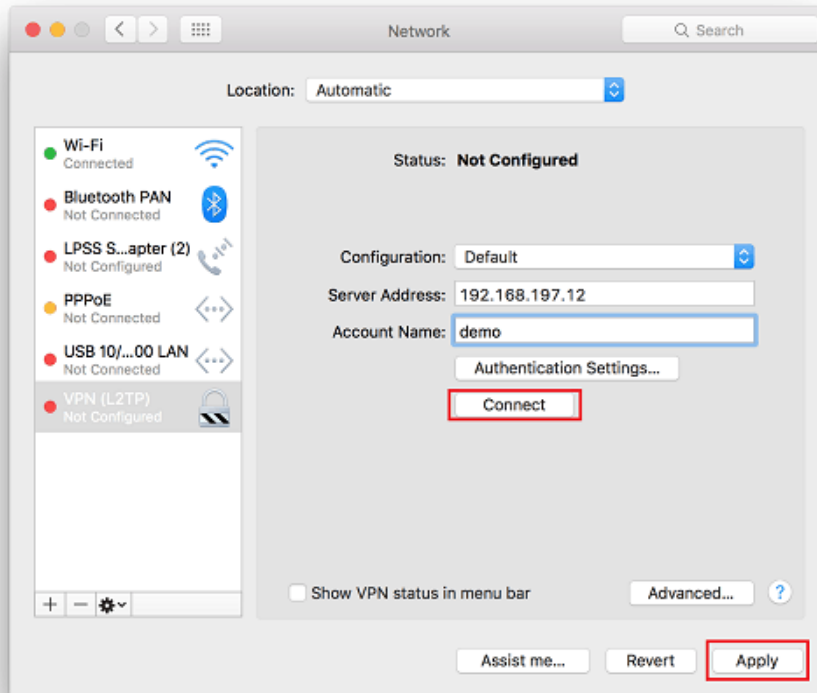 Network
Search
Location: Automatic
Wi-Fi
Connected
Bluetooth PAN
Not Connected
LPSS S...apter (2)
Not Configured
PPPoE
Not Connected
USB 10/...00 LAN
Not Connected
VPN (L2TP)
Not Configured
Status: Not Configured
Configuration: Default
Server Address: 192.168.197.12
Account Name: demo
Authentication Settings...
Connect
Show VPN status in menu bar
Advanced...
?
Assist me...
Revert
Apply